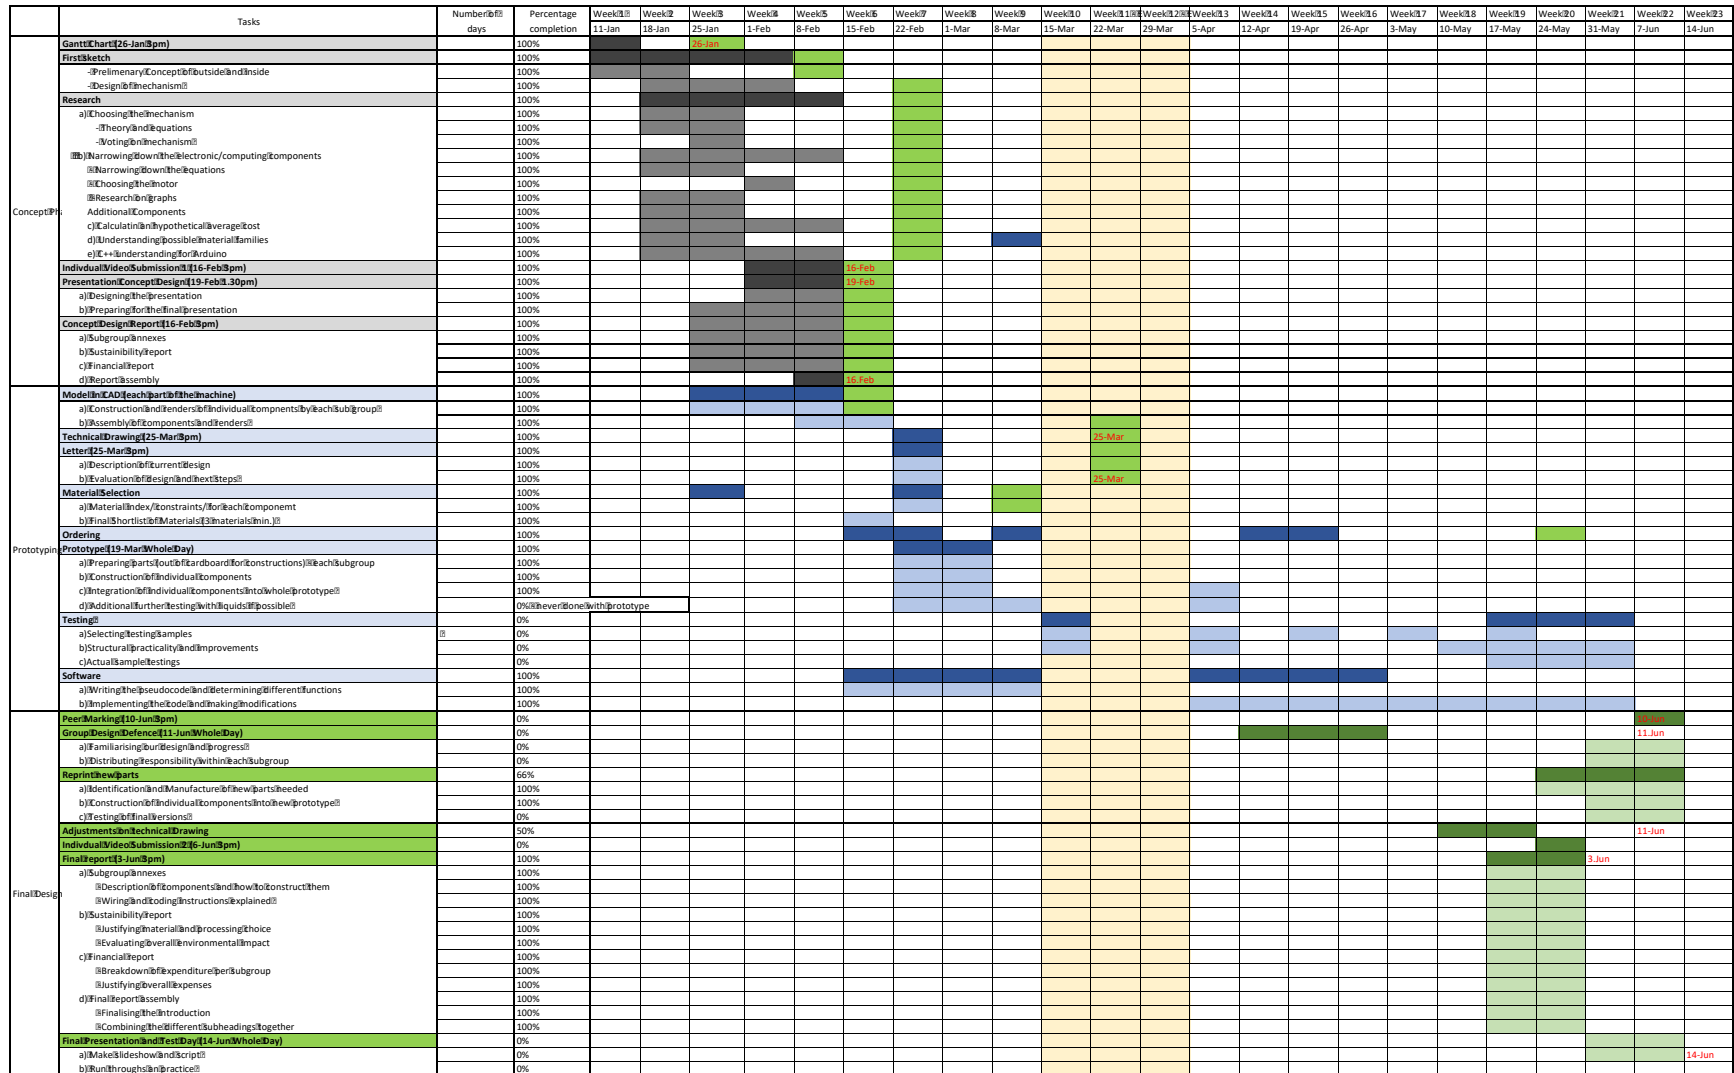 Tasks Number of days Percentage completion Week 1 Week 2 Week 3 Week 4 Week 5 Week 6 Week 7 Week 8 Week 9 Week 10 Week 11 Week 12 Week 13 Week 14 Week 15 Week 16 Week 17 Week 18 Week 19 Week 20 Week 21 Week 22 Week 23
11-Jan 18-Jan 25-Jan 1-Feb 8-Feb 15-Feb 22-Feb 1-Mar 8-Mar 15-Mar 22-Mar 29-Mar 5-Apr 12-Apr 19-Apr 26-Apr 3-May 10-May 17-May 24-May 31-May 7-Jun 14-Jun
Gantt Chart (26-Jan 3pm) 100% 26-Jan
First sketch 100%
- Prelimenary Concept of outside and inside 100%
- Design of mechanism 100%
Research 100%
a) Choosing the mechanism 100%
- Theory and equations 100%
- Voting on mechanism 100%
b) Narrowing down the electronic/computing components 100%
Narrowing down the equations 100%
Choosing the motor 100%
Research on graphs 100%
Concept Ph Additional Components 100%
c) Calculatin an hypothetical average cost 100%
d) Understanding possible material families 100%
e) C++ understanding for Arduino 100%
Indivdual Video Submission 1 (16-Feb 3pm) 100% 16-Feb
Presentation Concept Design (19-Feb 1.30pm) 100% 19-Feb
a) Designing the presentation 100%
b) Preparing for the final presentation 100%
Concept Design Report (16-Feb 3pm) 100%
a) Subgroup annexes 100%
b) Sustainibility report 100%
c) Financial report 100%
d) Report assembly 100% 16.Feb
Model in CAD (each part of the machine) 100%
a) Construction and renders of individual compnents by each sub group 100%
b) Assembly of components and renders 100%
Technical Drawing (25-Mar 3pm) 100% 25-Mar
Letter (25-Mar 3pm) 100%
a) Description of current design 100%
b) Evaluation of design and next steps 100% 25-Mar
Material Selection 100%
a) Material Index/ constraints/ for each componemt 100%
b) Final Shortlist of Materials (3 materials min.) 100%
Ordering 100%
Prototyping Prototype (19-Mar Whole Day) 100%
a) Preparing parts (out of cardboard for constructions) each subgroup 100%
b) Construction of individual components 100%
c) Integration of individual components into whole prototype 100%
d) Additional further testing with liquids if possible 0% never done with prototype
Testing 0%
a)Selecting testing samples 0%
b)Structural practicality and improvements 0%
c)Actual sample testings 0%
Software 100%
a) Writing the pseudocode and determining different functions 100%
b) Implementing the code and making modifications 100%
Peer Marking (10-Jun 3pm) 0% 10-Jun
Group Design Defence (11-Jun Whole Day) 0% 11.Jun
a) Familiarising our design and progress 0%
b) Distributing responsibility within each subgroup 0%
Reprint new parts 66%
a) Identification and Manufacture of new parts needed 100%
b) Construction of individual components into new prototype 100%
c) Testing of final versions 0%
Adjustments on technical Drawing 50% 11-Jun
Indivdual Video Submission 2 (6-Jun 3pm) 0%
Final report (3-Jun 3pm) 100% 3.Jun
a) Subgroup annexes 100%
Description of components and how to construct them 100%
Final Design Wiring and coding instructions explained 100%
b) Sustainibility report 100%
Justifying material and processing choice 100%
Evaluating overall environmental impact 100%
c) Financial report 100%
Breakdown of expenditure per subgroup 100%
Justifying overall expenses 100%
d) Final report assembly 100%
Finalising the introduction 100%
Combining the different subheadings together 100%
Final Presentation and Test Day (14-Jun Whole Day) 0%
a) Make slideshow and script 0% 14-Jun
b) Run throughs an practice 0%